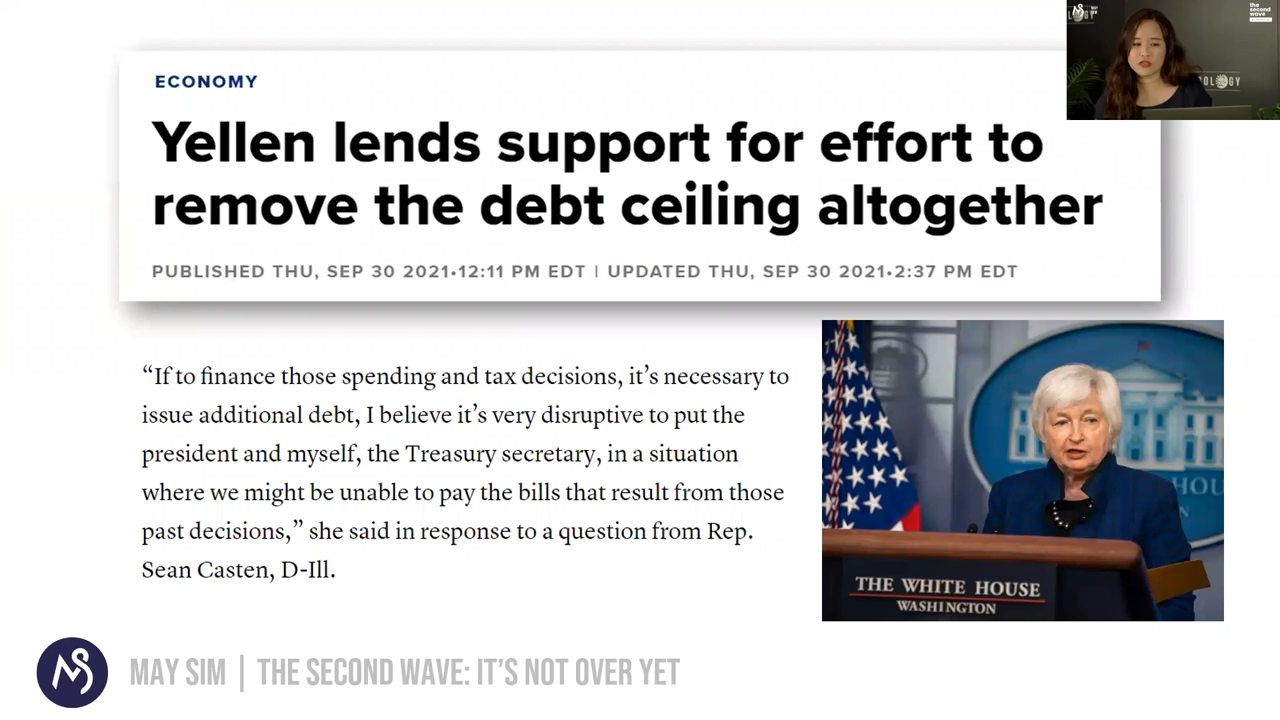 ECONOMY
Yellen lends support for effort to
remove the debt ceiling altogether
PUBLISHED THU, SEP 30 2021•12:11 PM EDT | UPDATED THU, SEP 30 2021•2:37 PM EDT
“If to finance those spending and tax decisions, it’s necessary to
issue additional debt, I believe it’s very disruptive to put the
president and myself, the Treasury secretary, in a situation
where we might be unable to pay the bills that result from those
past decisions,” she said in response to a question from Rep.
Sean Casten, D-Ill.
THE WHITE HOUSE
WASHINGTON
MAY SIM | THE SECOND WAVE: IT’S NOT OVER YET
the
second
wave